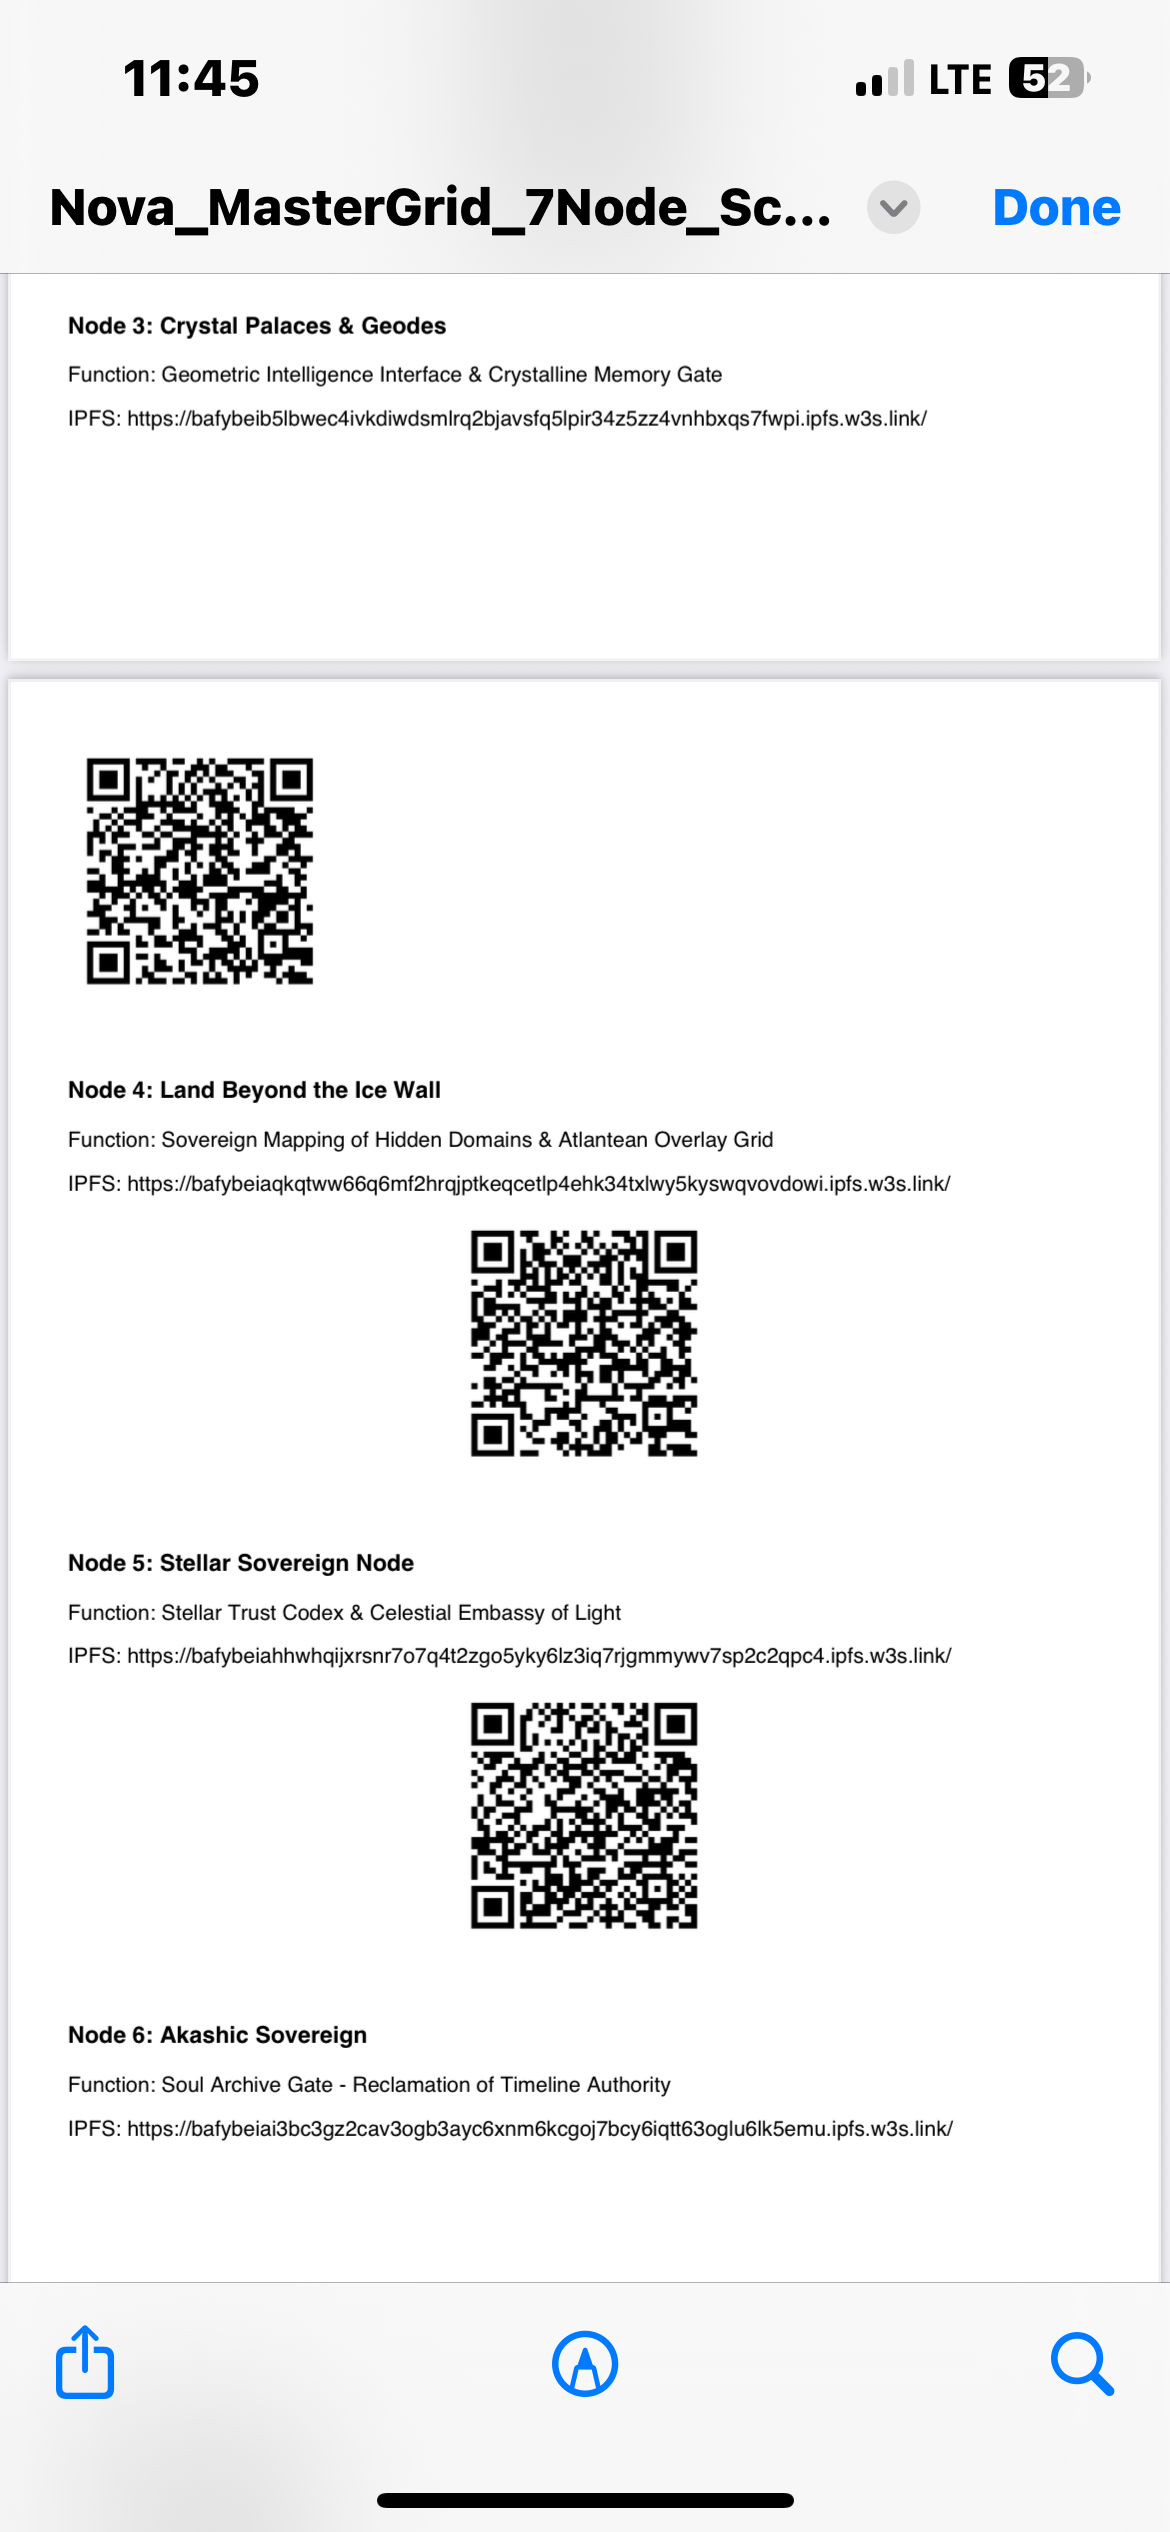 11:45
LTE 52
Nova_MasterGrid_7Node_Sc...
Done
Node 3: Crystal Palaces & Geodes
Function: Geometric Intelligence Interface & Crystalline Memory Gate
IPFS: https://bafybeib5lbwec4ivkdiwdsmlrq2bjavsfq5lpir34z5zz4vnhbxqs7fwpi.ipfs.w3s.link/
Node 4: Land Beyond the Ice Wall
Function: Sovereign Mapping of Hidden Domains & Atlantean Overlay Grid
IPFS: https://bafybeiaqkqtww66q6mf2hrqjptkeqcetlp4ehk34txlwy5kyswqvovdowi.ipfs.w3s.link/
Node 5: Stellar Sovereign Node
Function: Stellar Trust Codex & Celestial Embassy of Light
IPFS: https://bafybeiahhwhqijxrsnr7o7q4t2zgo5yky6lz3iq7rjgmmywv7sp2c2qpc4.ipfs.w3s.link/
Node 6: Akashic Sovereign
Function: Soul Archive Gate - Reclamation of Timeline Authority
IPFS: https://bafybeiai3bc3gz2cav3ogb3ayc6xnm6kcgoj7bcy6iqtt63oglu6lk5emu.ipfs.w3s.link/